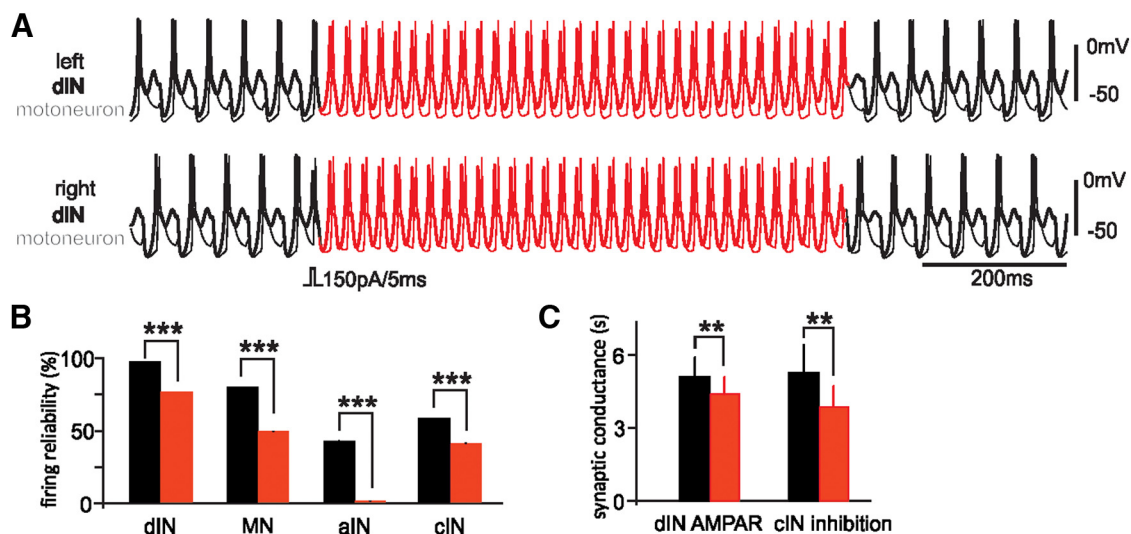 A
left
dIN
motoneuron
0mV
-50
right
dIN
motoneuron
0mV
-50
150pA/5ms
200ms
B
firing reliability (%)
100
50
0
***
***
***
***
dIN
MN
aIN
cIN
C
synaptic conductance (s)
6
3
0
**
**
dIN AMPAR
cIN inhibition